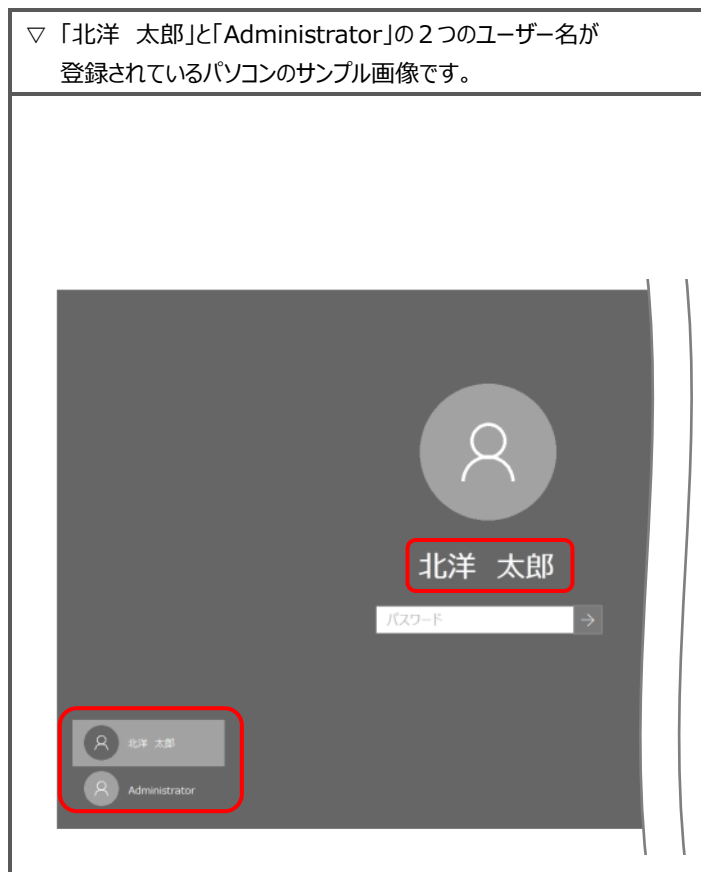 ▽ 「北洋　太郎」と「Administrator」の２つのユーザー名が
登録されているパソコンのサンプル画像です。
北洋　太郎
パスワード
北洋　太郎
Administrator